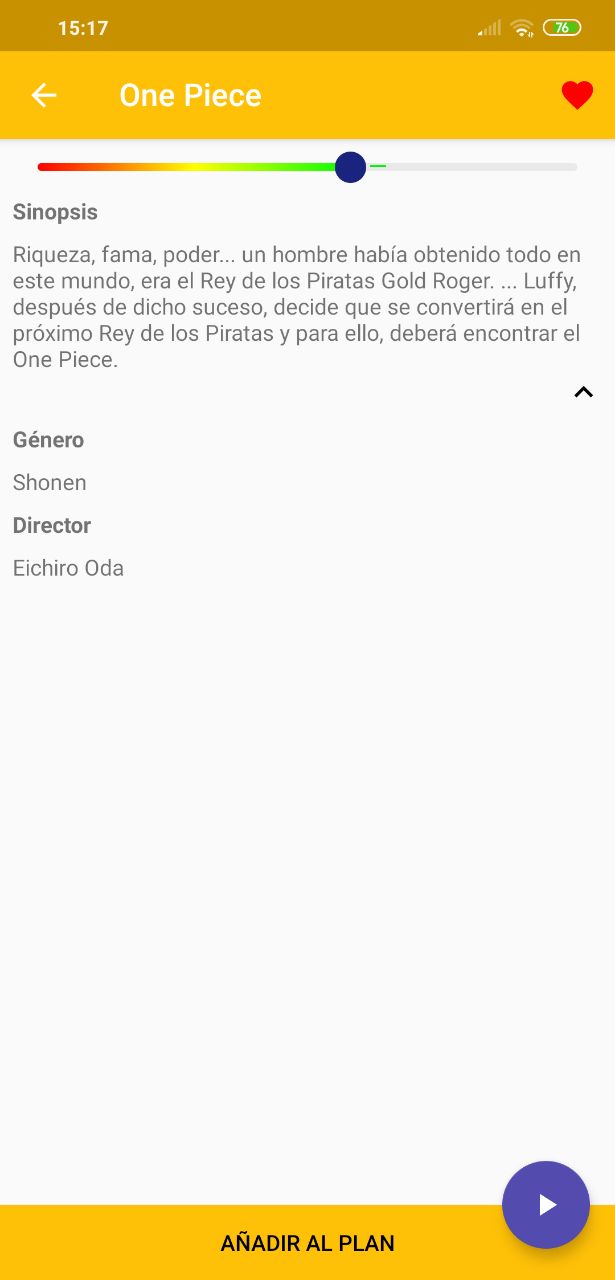 15:17
76
One Piece
Sinopsis
Riqueza, fama, poder... un hombre había obtenido todo en
este mundo, era el Rey de los Piratas Gold Roger. ... Luffy,
después de dicho suceso, decide que se convertirá en el
próximo Rey de los Piratas y para ello, deberá encontrar el
One Piece.
Género
Shonen
Director
Eichiro Oda
AÑADIR AL PLAN